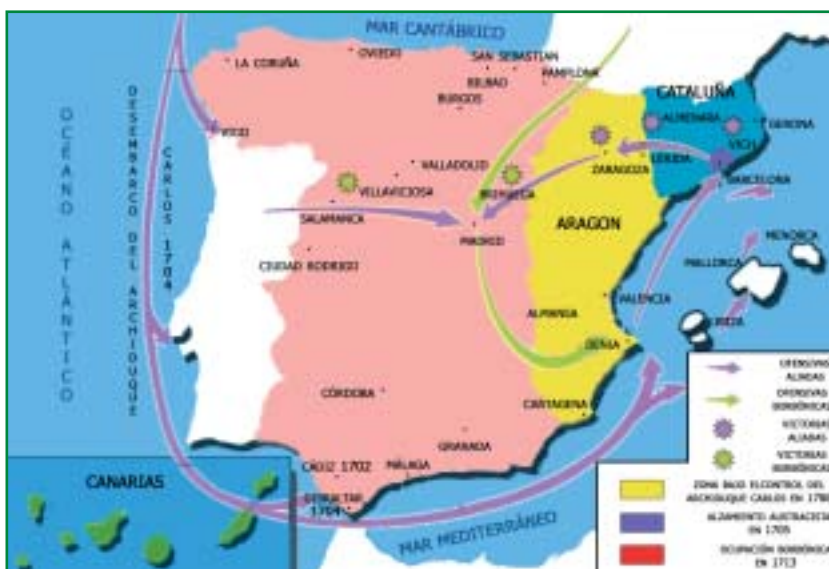 MAR CANTÁBRICO
LA CORUÑA
OVIEDO
SAN SEBASTIAN
BILBAO
PAMPLONA
BURGOS
CATALUÑA
ALMENARA
GERONA
VICH
VIGO
VALLADOLID
ZARAGOZA
LERIDA
BARCELONA
VILLAVICIOSA
BRIHUEGA
SALAMANCA
MADRID
ARAGON
CIUDAD RODRIGO
MENORCA
MALLORCA
VALENCIA
IBIZA
ALMANSA
DENIA
CÓRDOBA
CARTAGENA
GRANADA
CÁDIZ 1702
MÁLAGA
GIBRALTAR
1704
MAR MEDITERRÁNEO
OCÉANO ATLÁNTICO
DESEMBARCO DEL ARCHIDUQUE
CARLOS 1704
CANARIAS
OFENSIVAS
ALIADAS
OFENSIVAS
BORBÓNICAS
VICTORIAS
ALIADAS
VICTORIAS
BORBÓNICAS
ZONA BAJO EL CONTROL DEL
ARCHIDUQUE CARLOS EN
ALZAMIENTO AUSTRACISTA
EN 1705
OCUPACIÓN BORBÓNICA
EN 1713